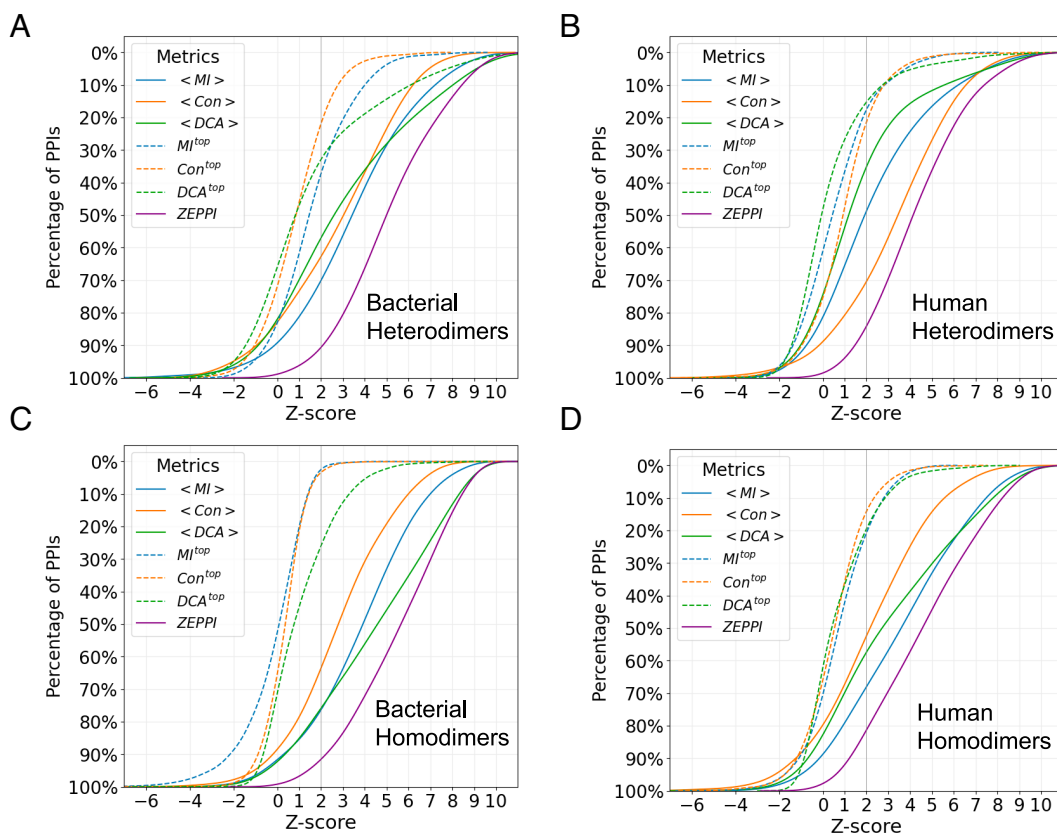 A
Percentage of PPIs
0%
10%
20%
30%
40%
50%
60%
70%
80%
90%
100%
Metrics
< MI >
< Con >
< DCA >
MI^top
Con^top
DCA^top
ZEPPI
Bacterial
Heterodimers
−6 −4 −2 0 1 2 3 4 5 6 7 8 9 10
Z-score
B
Percentage of PPIs
0%
10%
20%
30%
40%
50%
60%
70%
80%
90%
100%
Metrics
< MI >
< Con >
< DCA >
MI^top
Con^top
DCA^top
ZEPPI
Human
Heterodimers
−6 −4 −2 0 1 2 3 4 5 6 7 8 9 10
Z-score
C
Percentage of PPIs
0%
10%
20%
30%
40%
50%
60%
70%
80%
90%
100%
Metrics
< MI >
< Con >
< DCA >
MI^top
Con^top
DCA^top
ZEPPI
Bacterial
Homodimers
−6 −4 −2 0 1 2 3 4 5 6 7 8 9 10
Z-score
D
Percentage of PPIs
0%
10%
20%
30%
40%
50%
60%
70%
80%
90%
100%
Metrics
< MI >
< Con >
< DCA >
MI^top
Con^top
DCA^top
ZEPPI
Human
Homodimers
−6 −4 −2 0 1 2 3 4 5 6 7 8 9 10
Z-score